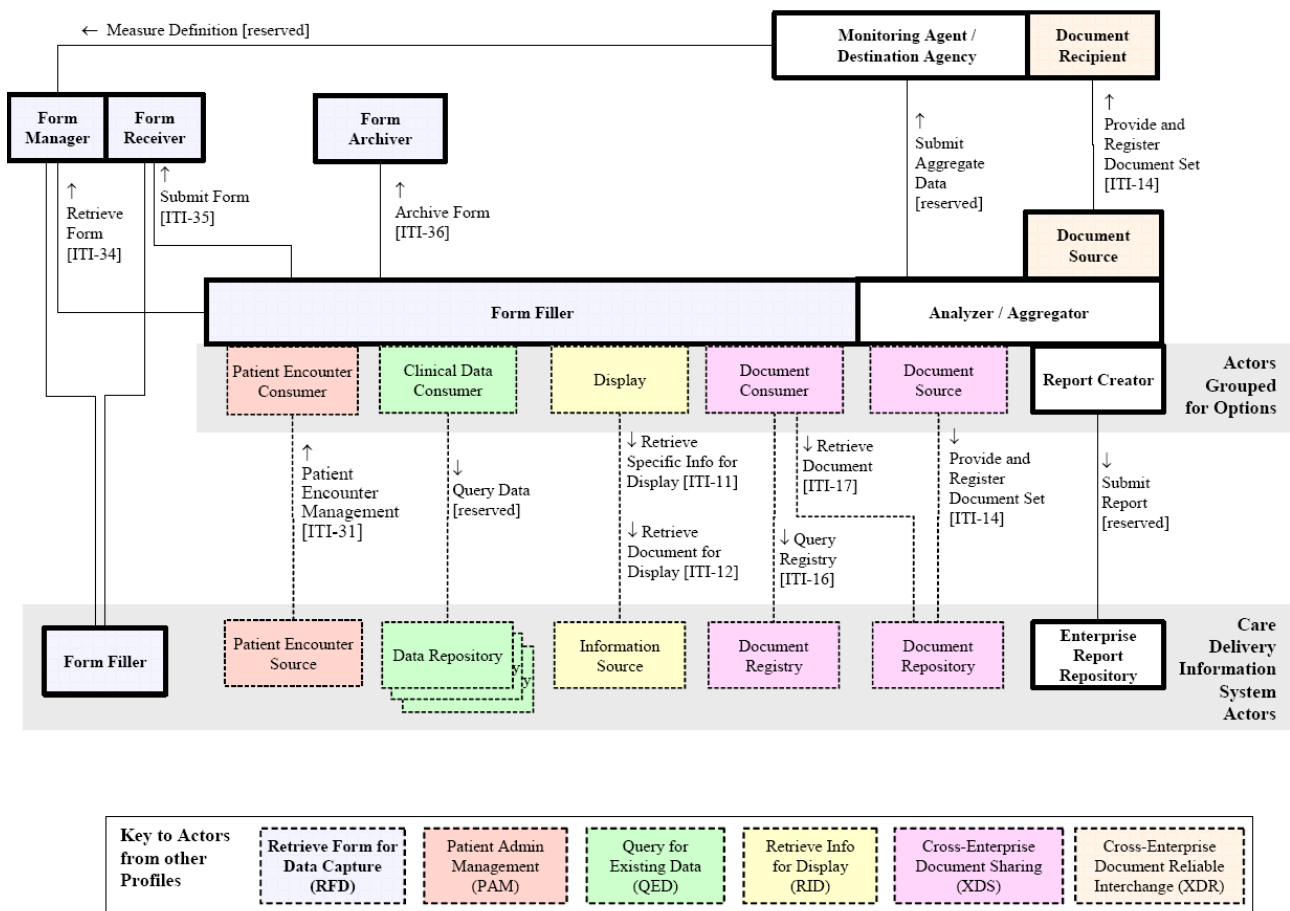 ← Measure Definition [reserved]
Monitoring Agent /
Destination Agency
Document
Recipient
Form
Manager
Form
Receiver
Form
Archiver
↑
Retrieve
Form
[ITI-34]
↑
Submit Form
[ITI-35]
↑
Archive Form
[ITI-36]
↑
Submit
Aggregate
Data
[reserved]
↑
Provide and
Register
Document Set
[ITI-14]
Document
Source
Form Filler
Analyzer / Aggregator
Patient Encounter
Consumer
Clinical Data
Consumer
Display
Document
Consumer
Document
Source
Report Creator
Actors
Grouped
for Options
↑
Patient
Encounter
Management
[ITI-31]
↓
Query Data
[reserved]
↓ Retrieve
Specific Info for
Display [ITI-11]
↓ Retrieve
Document for
Display [ITI-12]
↓ Retrieve
Document
[ITI-17]
↓ Query
Registry
[ITI-16]
↓
Provide and
Register
Document Set
[ITI-14]
↓
Submit
Report
[reserved]
Form Filler
Patient Encounter
Source
Data Repository
y
y
Information
Source
Document
Registry
Document
Repository
Enterprise
Report
Repository
Care
Delivery
Information
System
Actors
Key to Actors
from other
Profiles
Retrieve Form for
Data Capture
(RFD)
Patient Admin
Management
(PAM)
Query for
Existing Data
(QED)
Retrieve Info
for Display
(RID)
Cross-Enterprise
Document Sharing
(XDS)
Cross-Enterprise
Document Reliable
Interchange (XDR)